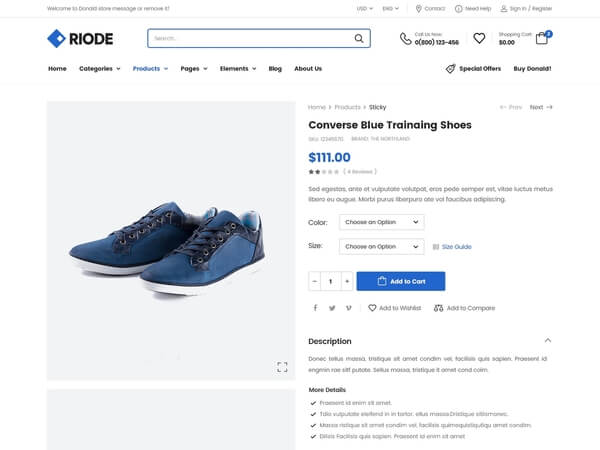 Welcome to Donald store message or remove it!
USD
ENG
Contact
Need Help
Sign in / Register
RIODE
Search...
Call Us Now:
0(800) 123-456
Shopping Cart:
$0.00
2
Home
Categories
Products
Pages
Elements
Blog
About Us
Special Offers
Buy Donald!
Home > Products > Sticky
Prev
Next
Converse Blue Trainaing Shoes
SKU: 12345670
BRAND: THE NORTHLAND
$111.00
( 4 Reviews )
Sed egestas, ante et vulputate volutpat, eros pede semper est, vitae luctus metus
libero eu augue. Morbi purus liberpuro ate vol faucibus adipiscing.
Color:
Choose an Option
Size:
Choose an Option
Size Guide
− 1 +
Add to Cart
Add to Wishlist
Add to Compare
Description
Donec tellus massa, tristique sit amet condim vel, facilisis quis sapien. Praesent id
engmin rae sitf putate. Sellus massa, tristique it amet cond colm.
More Details
Praesent id enim sit amet.
Tdio vulputate eleifend in in tortor. ellus massa.Dristique sitiismonec.
Massa ristique sit amet condim vel, facilisis quimequistiqutiqu amet condim.
Dilisis Facilisis quis sapien. Praesent id enim sit amet